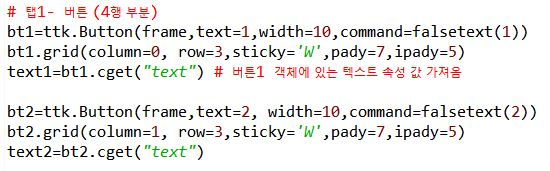 # 탭1- 버튼 (4행 부분)
bt1=ttk.Button(frame,text=1,width=10,command=falsetext(1))
bt1.grid(column=0, row=3,sticky='W',pady=7,ipady=5)
text1=bt1.cget("text") # 버튼1 객체에 있는 텍스트 속성 값 가져옴
bt2=ttk.Button(frame,text=2, width=10,command=falsetext(2))
bt2.grid(column=1, row=3,sticky='W',pady=7,ipady=5)
text2=bt2.cget("text")